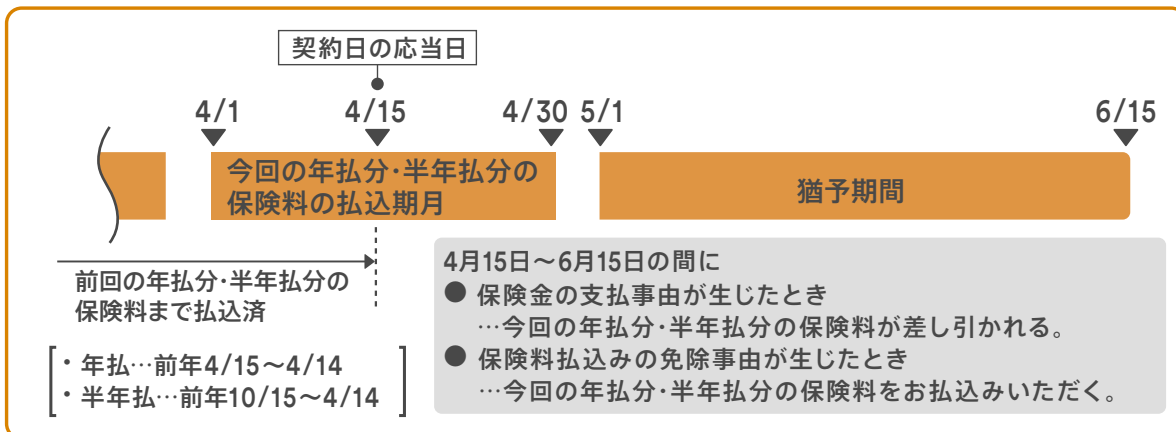 契約日の応当日
4/1
4/15
4/30
5/1
6/15
今回の年払分・半年払分の
保険料の払込期月
猶予期間
前回の年払分・半年払分の
保険料まで払込済
・年払…前年4/15～4/14
・半年払…前年10/15～4/14
4月15日～6月15日の間に
● 保険金の支払事由が生じたとき
…今回の年払分・半年払分の保険料が差し引かれる。
● 保険料払込みの免除事由が生じたとき
…今回の年払分・半年払分の保険料をお払込みいただく。